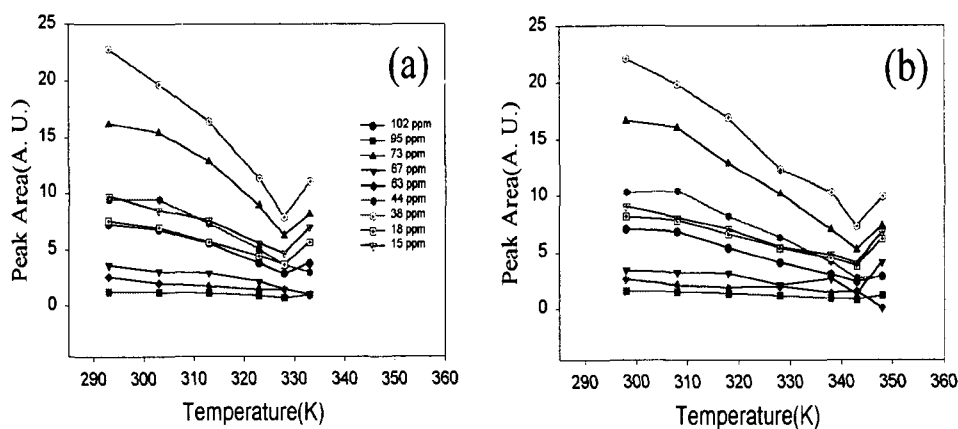 (a)
Peak Area(A. U.)
25
20
15
10
5
0
102 ppm
95 ppm
73 ppm
67 ppm
63 ppm
44 ppm
38 ppm
18 ppm
15 ppm
290 300 310 320 330 340 350 360
Temperature(K)
(b)
Peak Area(A. U.)
25
20
15
10
5
0
290 300 310 320 330 340 350 360
Temperature(K)